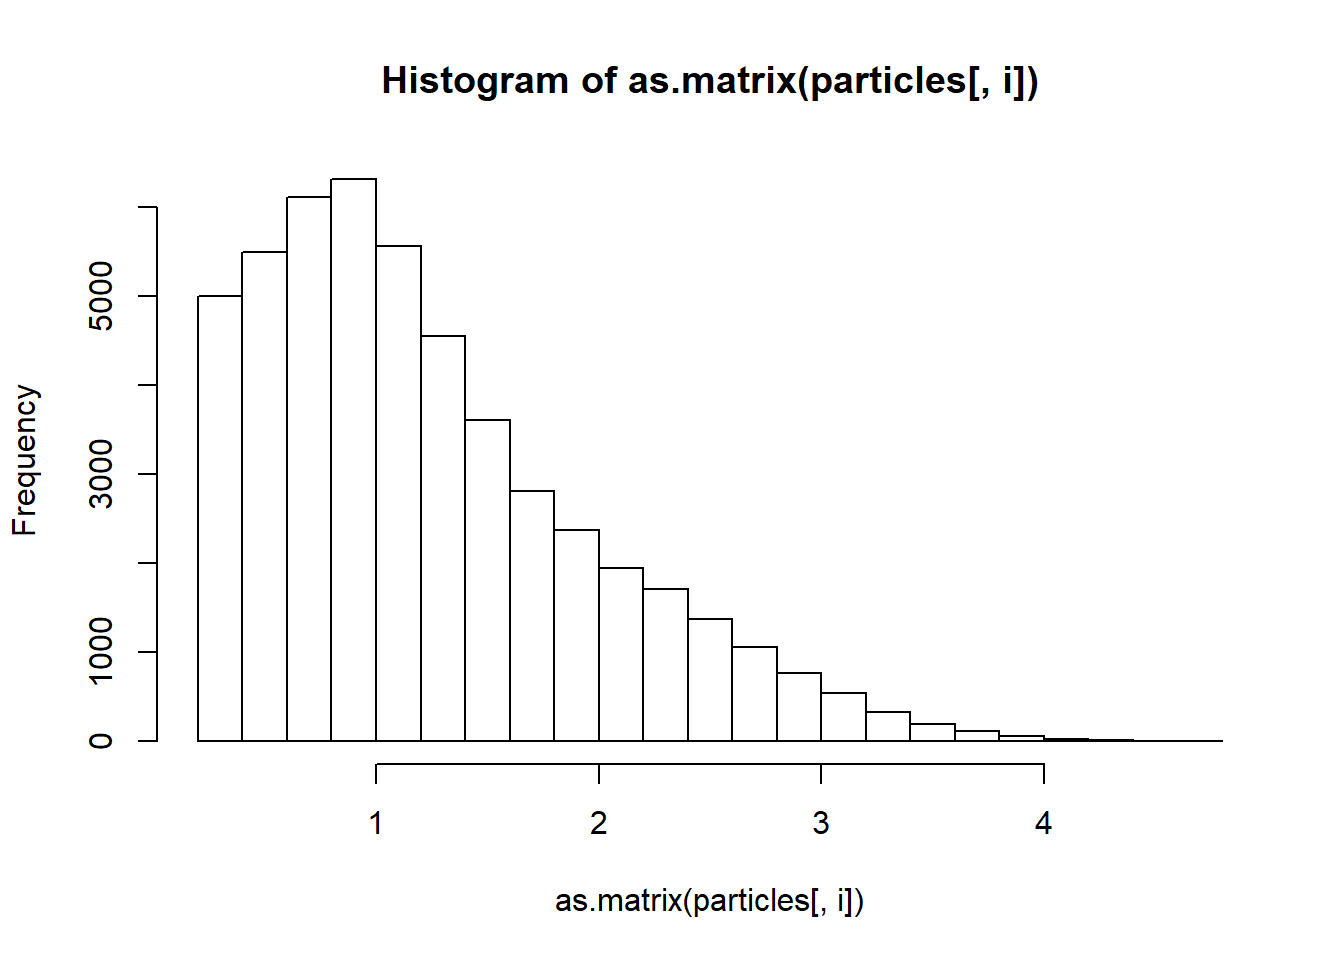 Histogram of as.matrix(particles[, i])
Frequency
5000
3000
1000
0
1 2 3 4
as.matrix(particles[, i])